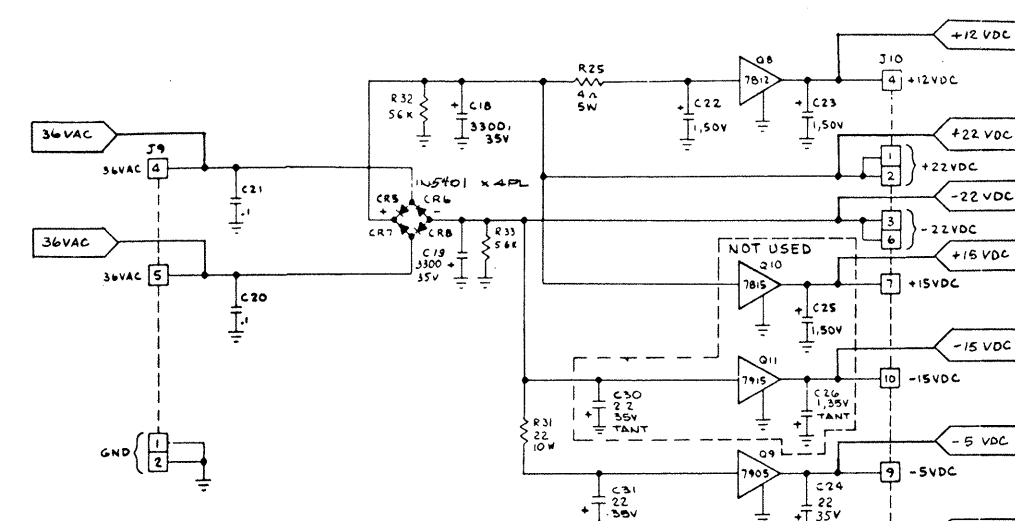 +12 VDC
J10
Q8
7812
4
+12VDC
R25
4Ω
5W
R32
56K
+
C18
3300,
35V
+
C22
1,50V
+
C23
1,50V
36VAC
J9
36VAC
4
C21
.1
+22 VDC
1
2
+22VDC
1N5401 x 4PL
CR5
CR6
+
-
CR7
CR8
-22 VDC
3
6
-22VDC
36VAC
36VAC
5
C20
.1
C19
3300
35V
+
R33
5.6K
NOT USED
Q10
7815
+15 VDC
7
+15VDC
+
C25
1,50V
-15 VDC
Q11
7915
10
-15VDC
C30
2.2
35V
TANT
+
C26
1,35V
TANT
+
R31
22
10W
GND
1
2
-5 VDC
Q9
7905
9
-5VDC
C31
22
35V
+
C24
22
35V
+